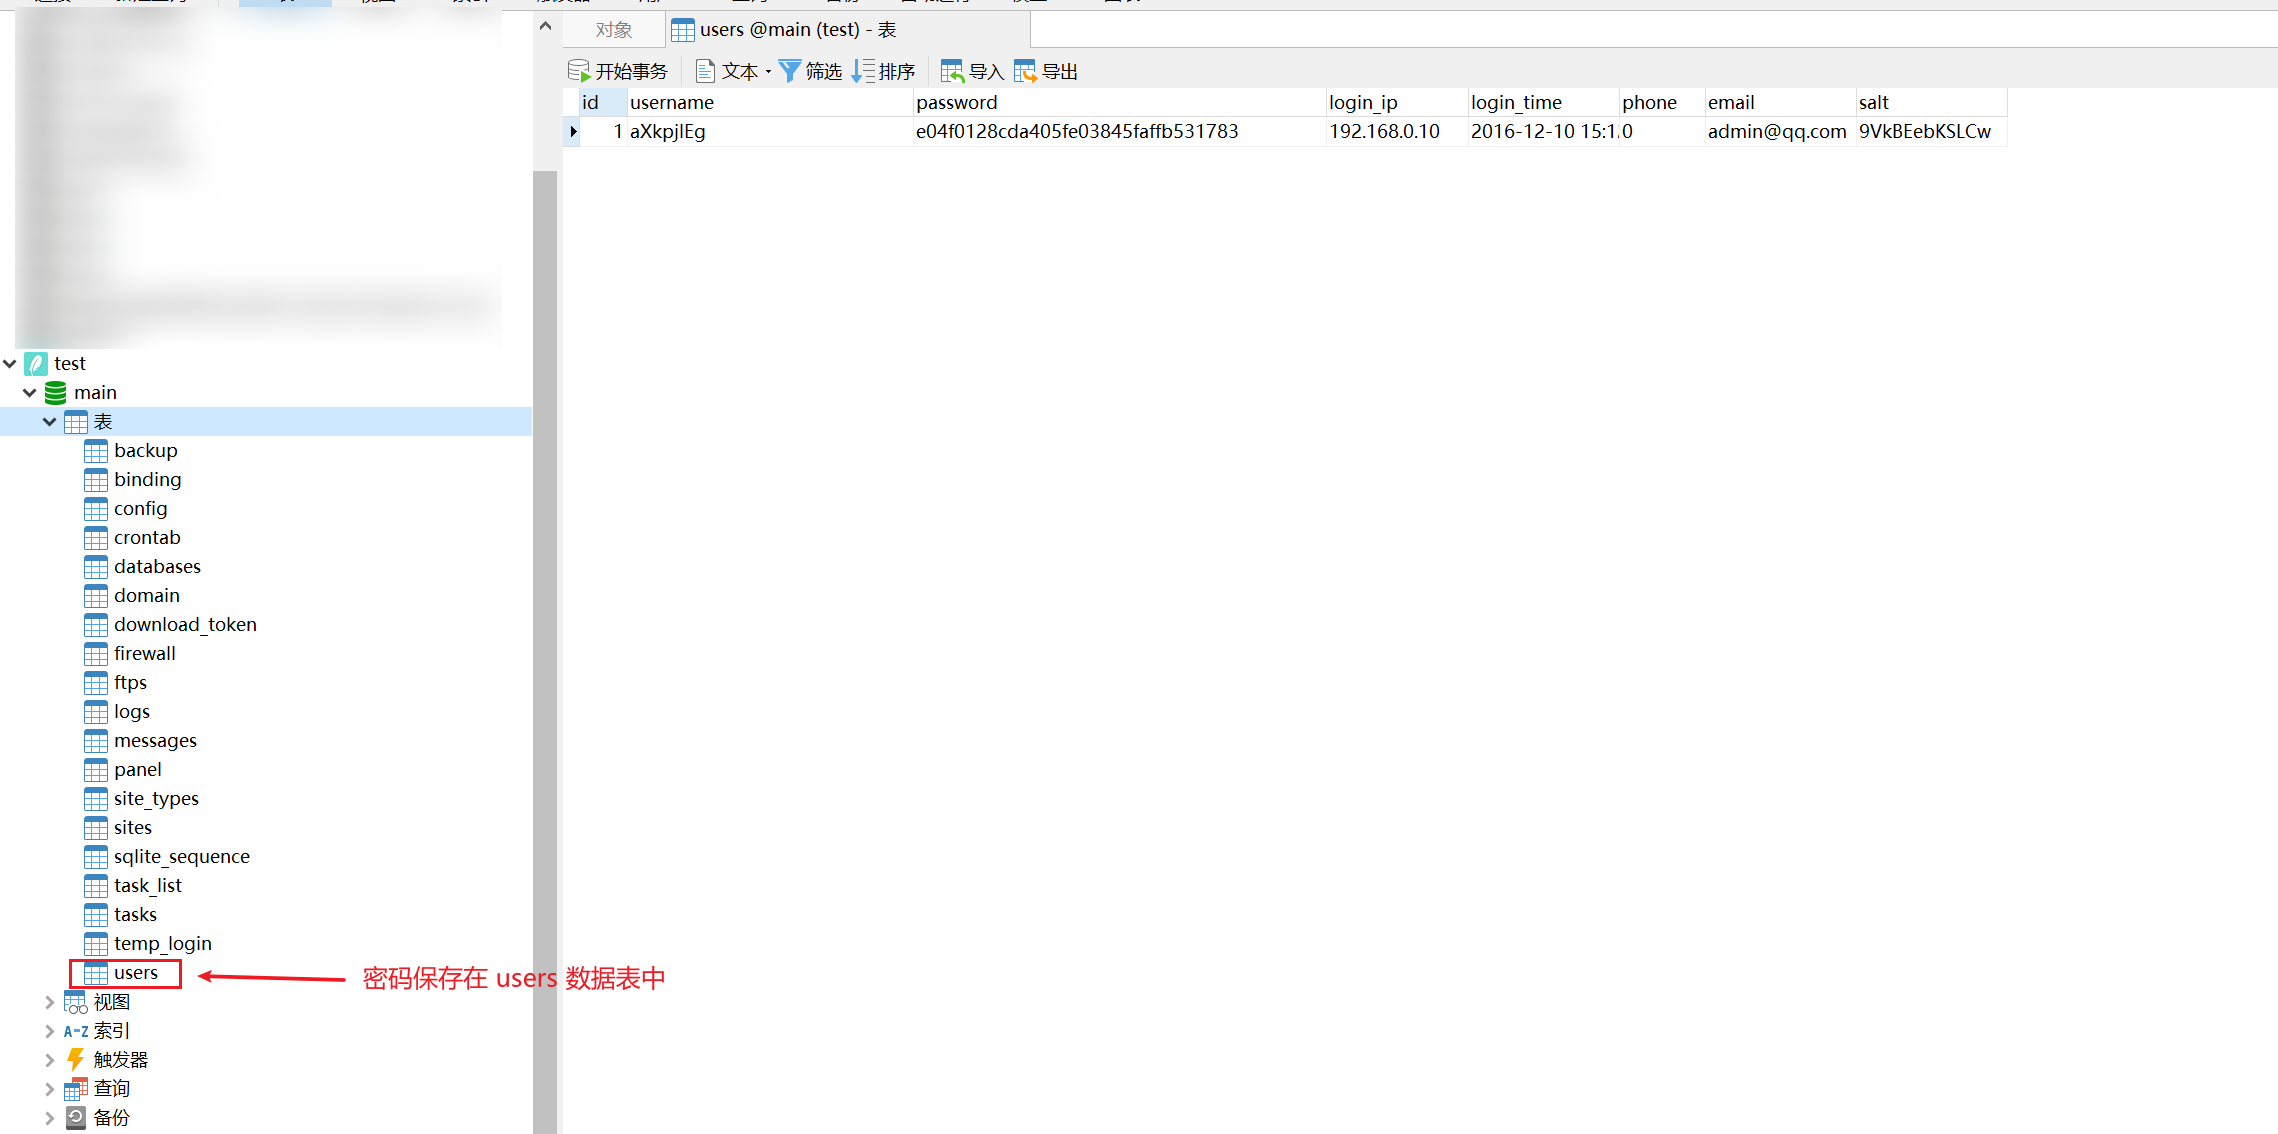 对象
users @main (test) - 表
开始事务 文本 筛选 排序 导入 导出
id username password login_ip login_time phone email salt
1 aXkpjlEg e04f0128cda405fe03845faffb531783 192.168.0.10 2016-12-10 15:1. 0 admin@qq.com 9VkBEebKSLCw
test
main
表
backup
binding
config
crontab
databases
domain
download_token
firewall
ftps
logs
messages
panel
site_types
sites
sqlite_sequence
task_list
tasks
temp_login
users
密码保存在 users 数据表中
视图
A-Z 索引
触发器
查询
备份